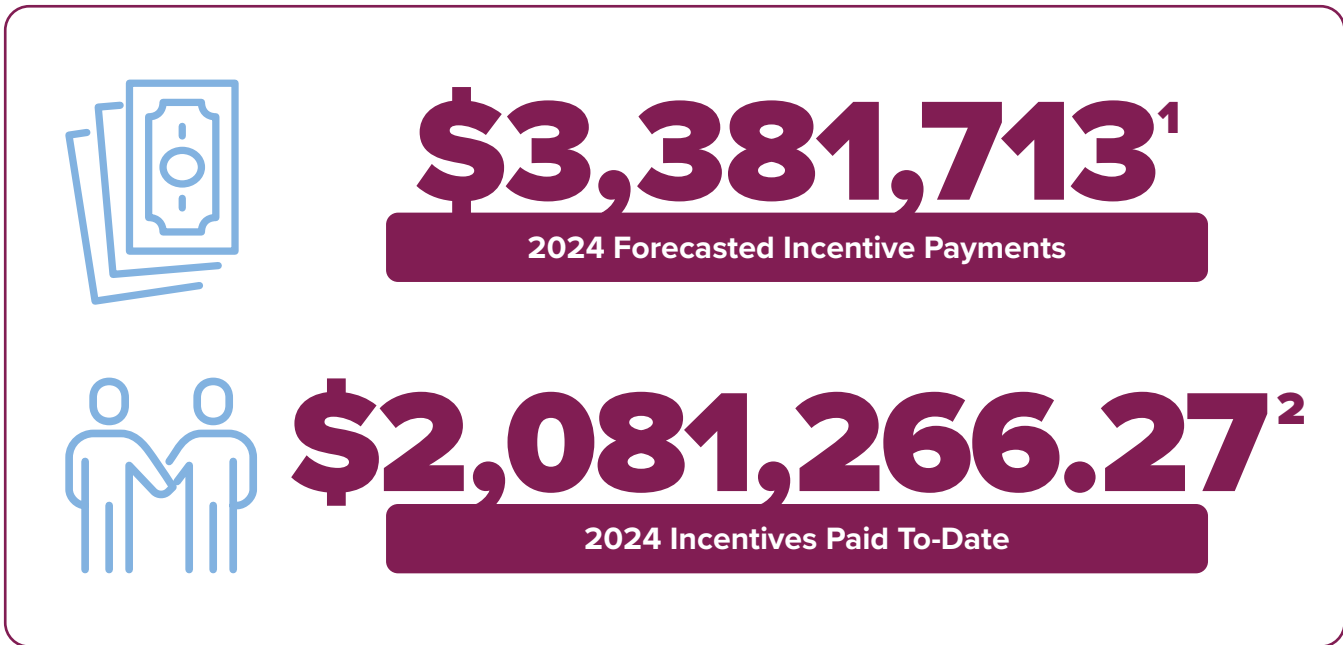 $3,381,713¹
2024 Forecasted Incentive Payments
$2,081,266.27²
2024 Incentives Paid To-Date